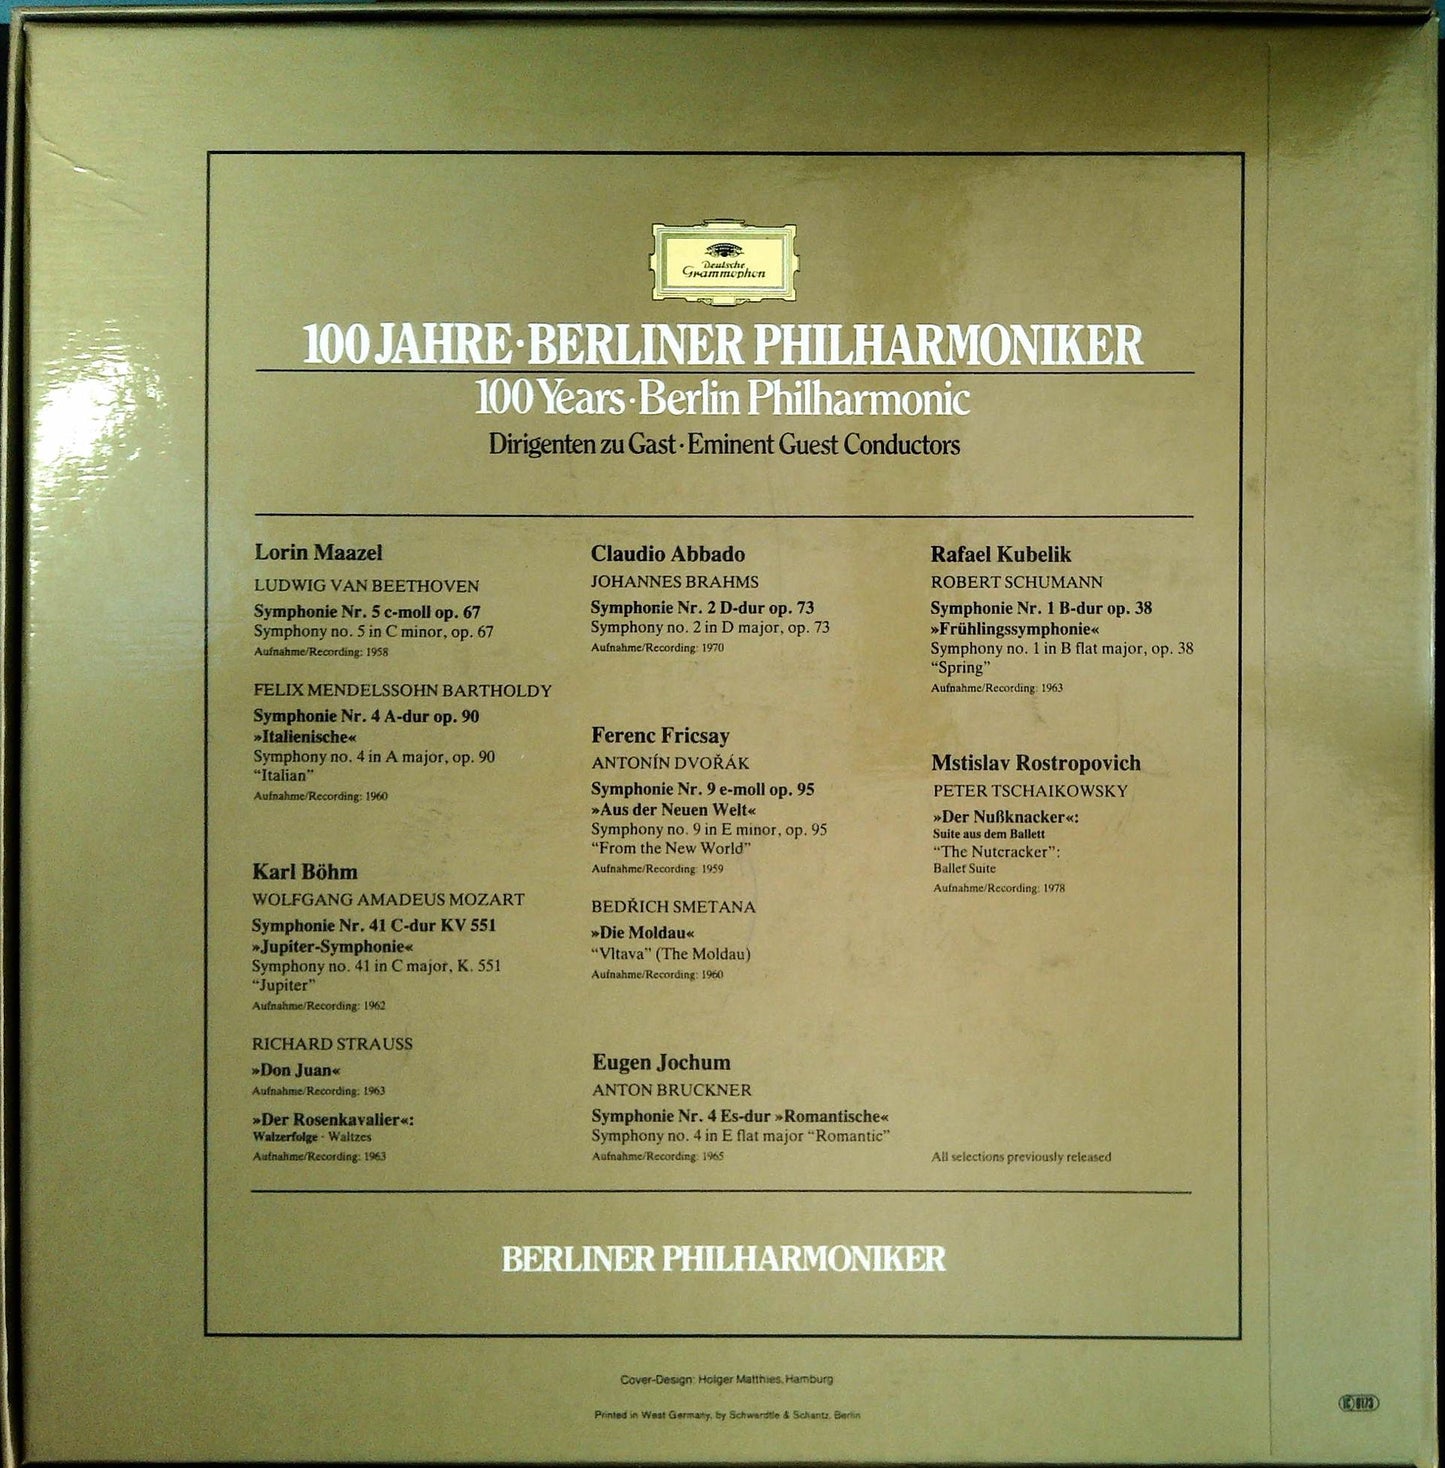 Deutsche
Grammophon
100 JAHRE · BERLINER PHILHARMONIKER
100 Years · Berlin Philharmonic
Dirigenten zu Gast · Eminent Guest Conductors
Lorin Maazel
LUDWIG VAN BEETHOVEN
Symphonie Nr. 5 c-moll op. 67
Symphony no. 5 in C minor, op. 67
Aufnahme/Recording: 1958
FELIX MENDELSSOHN BARTHOLDY
Symphonie Nr. 4 A-dur op. 90
»Italienische«
Symphony no. 4 in A major, op. 90
“Italian”
Aufnahme/Recording: 1960
Karl Böhm
WOLFGANG AMADEUS MOZART
Symphonie Nr. 41 C-dur KV 551
»Jupiter-Symphonie«
Symphony no. 41 in C major, K. 551
“Jupiter”
Aufnahme/Recording: 1962
RICHARD STRAUSS
»Don Juan«
Aufnahme/Recording: 1963
»Der Rosenkavalier«:
Walzerfolge · Waltzes
Aufnahme/Recording: 1963
Claudio Abbado
JOHANNES BRAHMS
Symphonie Nr. 2 D-dur op. 73
Symphony no. 2 in D major, op. 73
Aufnahme/Recording: 1970
Ferenc Fricsay
ANTONÍN DVOŘÁK
Symphonie Nr. 9 e-moll op. 95
»Aus der Neuen Welt«
Symphony no. 9 in E minor, op. 95
“From the New World”
Aufnahme/Recording: 1959
BEDŘICH SMETANA
»Die Moldau«
“Vltava” (The Moldau)
Aufnahme/Recording: 1960
Eugen Jochum
ANTON BRUCKNER
Symphonie Nr. 4 Es-dur »Romantische«
Symphony no. 4 in E flat major “Romantic”
Aufnahme/Recording: 1965
Rafael Kubelik
ROBERT SCHUMANN
Symphonie Nr. 1 B-dur op. 38
»Frühlingssymphonie«
Symphony no. 1 in B flat major, op. 38
“Spring”
Aufnahme/Recording: 1963
Mstislav Rostropovich
PETER TSCHAIKOWSKY
»Der Nußknacker«:
Suite aus dem Ballett
“The Nutcracker”:
Ballet Suite
Aufnahme/Recording: 1978
All selections previously released
BERLINER PHILHARMONIKER
Cover-Design: Holger Matthies, Hamburg
Printed in West Germany, by Schwerdtle & Schantz, Berlin